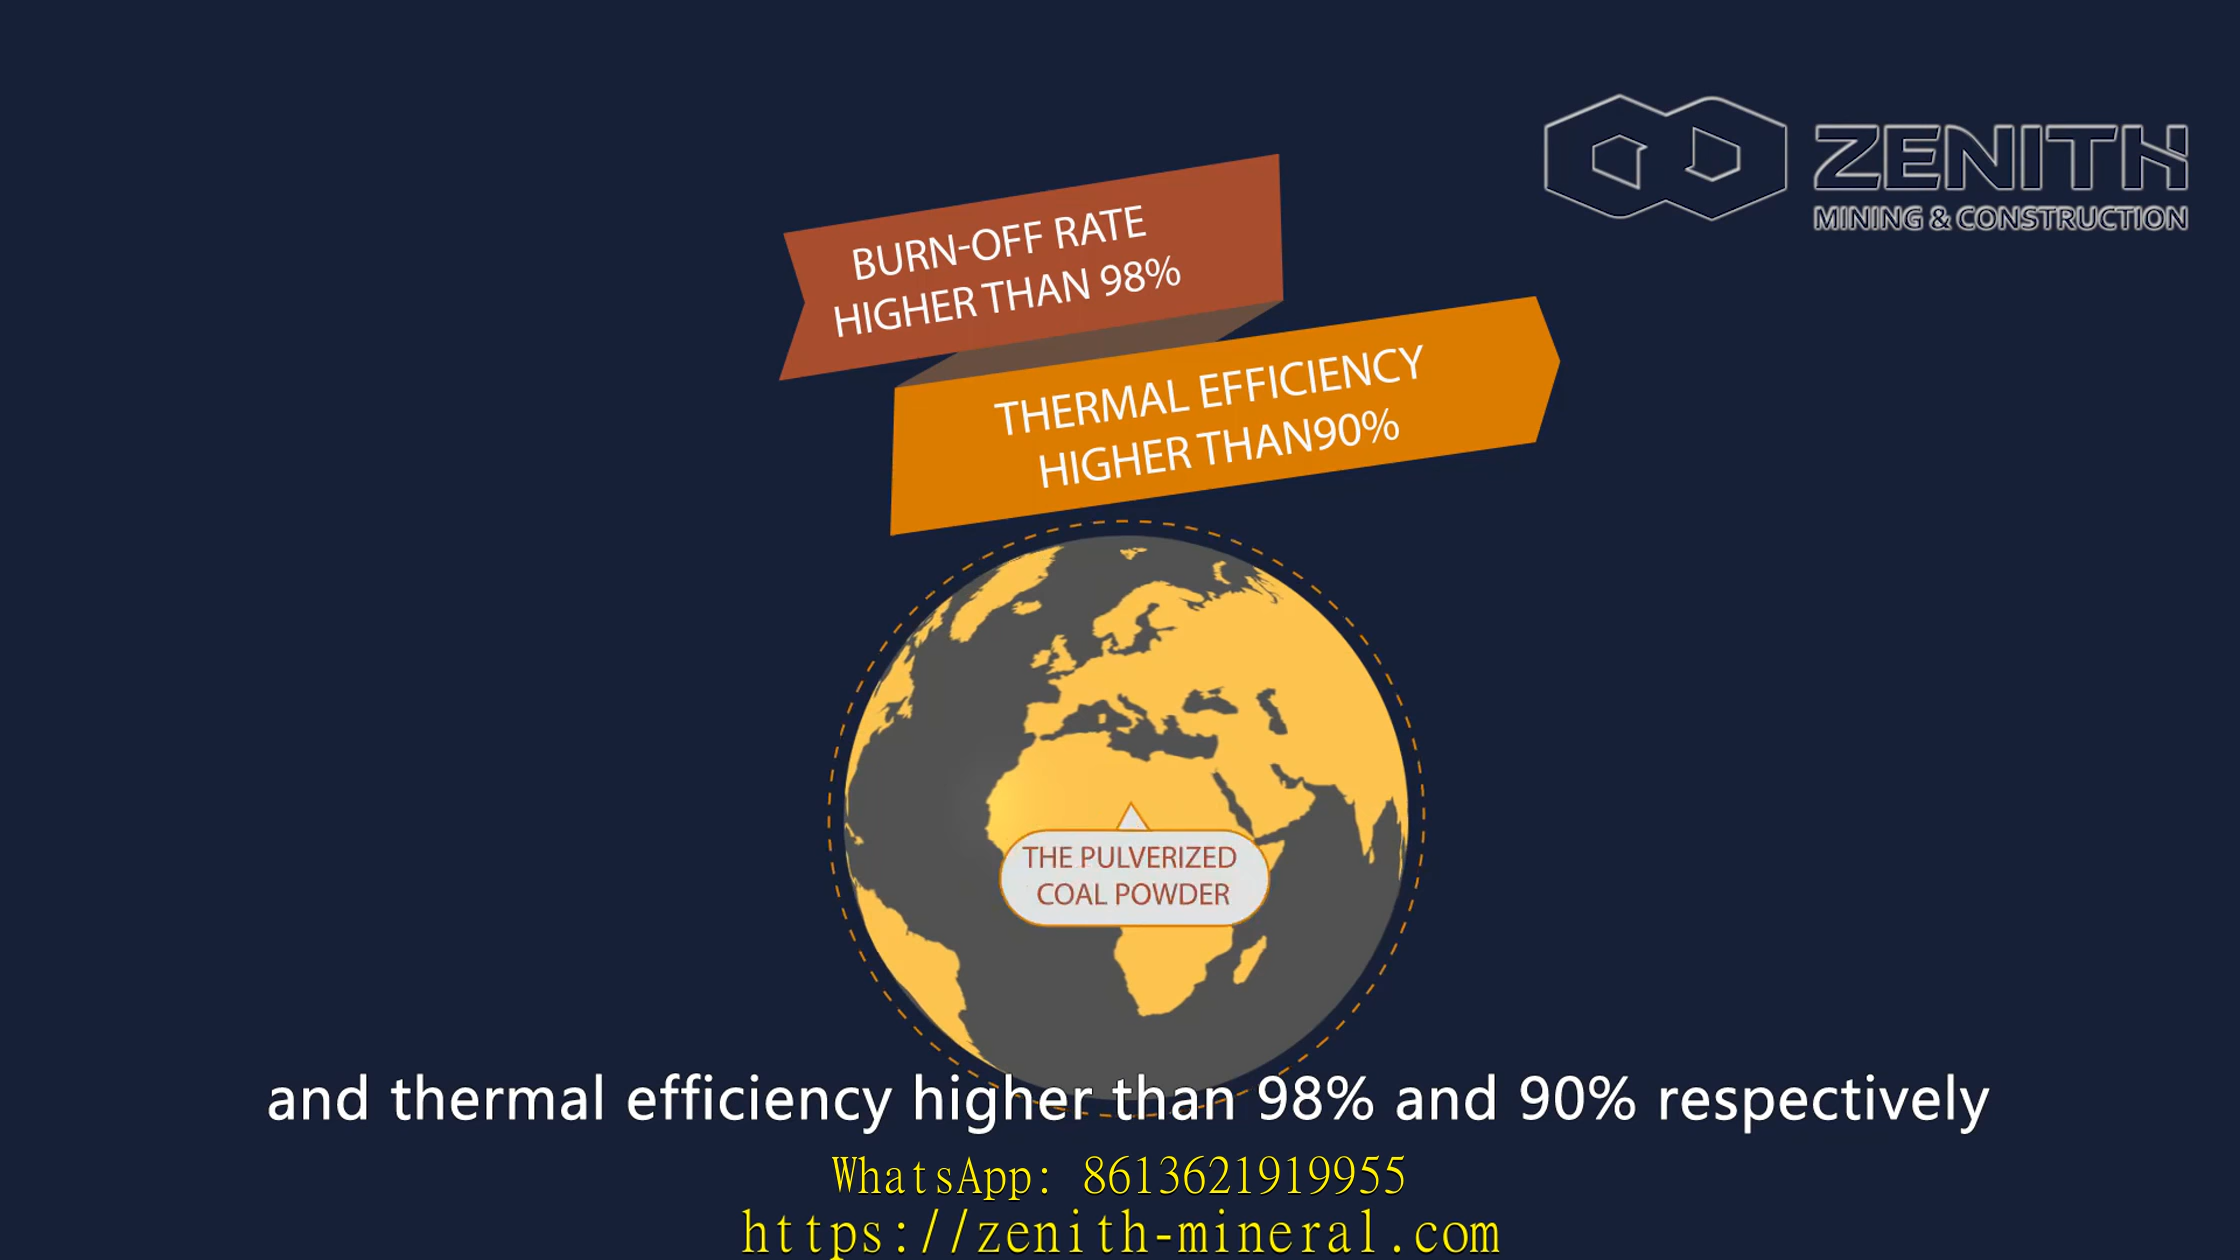 ZENITH
MINING & CONSTRUCTION
BURN-OFF RATE
HIGHER THAN 98%
THERMAL EFFICIENCY
HIGHER THAN90%
THE PULVERIZED
COAL POWDER
and thermal efficiency higher than 98% and 90% respectively
WhatsApp: 8613621919955
https://zenith-mineral.com